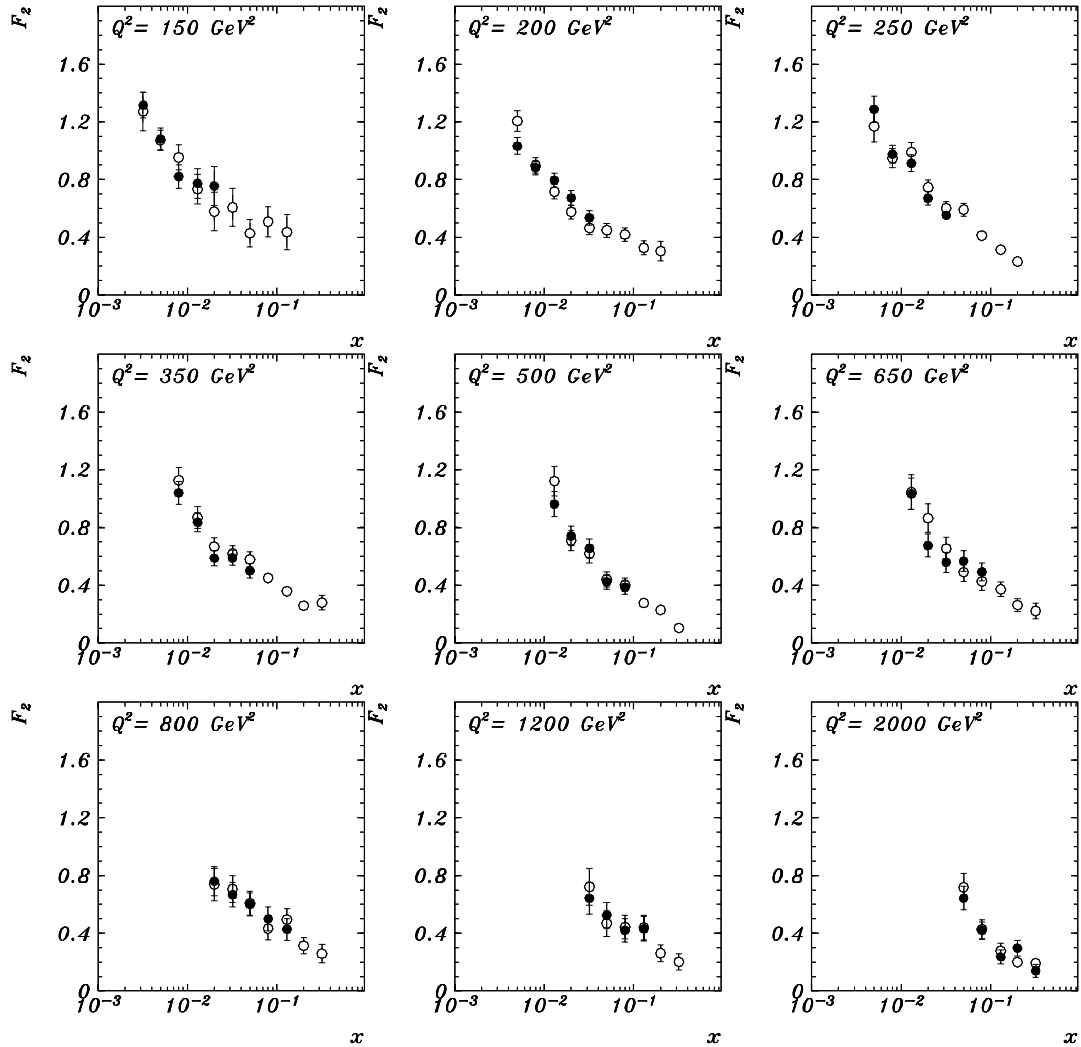 F₂ Q²= 150 GeV²
1.6
1.2
0.8
0.4
0
10⁻³ 10⁻² 10⁻¹
x
F₂ Q²= 200 GeV²
1.6
1.2
0.8
0.4
0
10⁻³ 10⁻² 10⁻¹
x
F₂ Q²= 250 GeV²
1.6
1.2
0.8
0.4
0
10⁻³ 10⁻² 10⁻¹
x
F₂ Q²= 350 GeV²
1.6
1.2
0.8
0.4
0
10⁻³ 10⁻² 10⁻¹
x
F₂ Q²= 500 GeV²
1.6
1.2
0.8
0.4
0
10⁻³ 10⁻² 10⁻¹
x
F₂ Q²= 650 GeV²
1.6
1.2
0.8
0.4
0
10⁻³ 10⁻² 10⁻¹
x
F₂ Q²= 800 GeV²
1.6
1.2
0.8
0.4
0
10⁻³ 10⁻² 10⁻¹
x
F₂ Q²= 1200 GeV²
1.6
1.2
0.8
0.4
0
10⁻³ 10⁻² 10⁻¹
x
F₂ Q²= 2000 GeV²
1.6
1.2
0.8
0.4
0
10⁻³ 10⁻² 10⁻¹
x